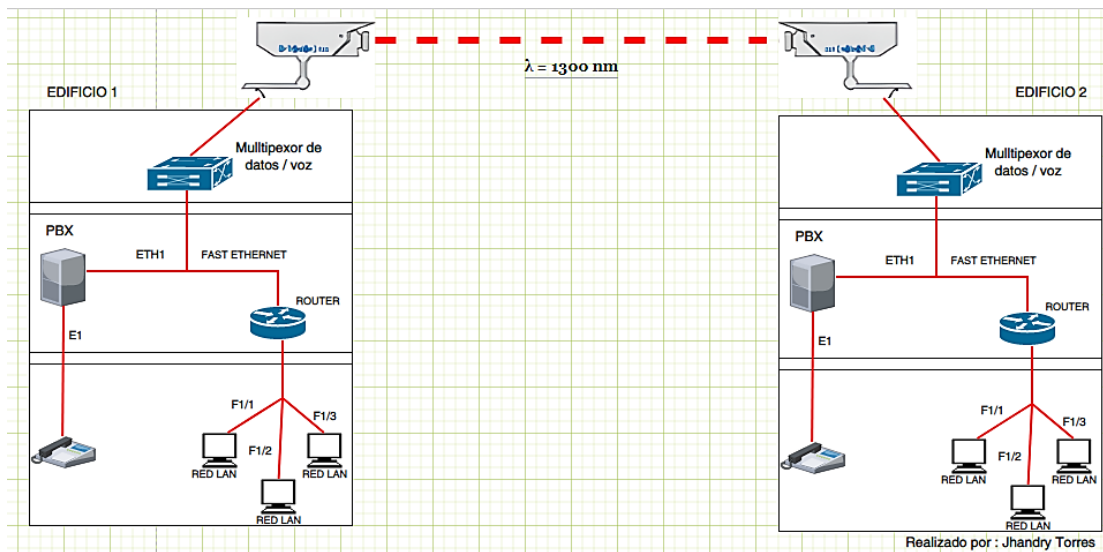 λ = 1300 nm
EDIFICIO 1
Mulltipexor de
datos / voz
PBX
ETH1
FAST ETHERNET
ROUTER
E1
F1/1
F1/3
F1/2
RED LAN
RED LAN
RED LAN
EDIFICIO 2
Mulltipexor de
datos / voz
PBX
ETH1
FAST ETHERNET
ROUTER
E1
F1/1
F1/3
F1/2
RED LAN
RED LAN
RED LAN
Realizado por : Jhandry Torres